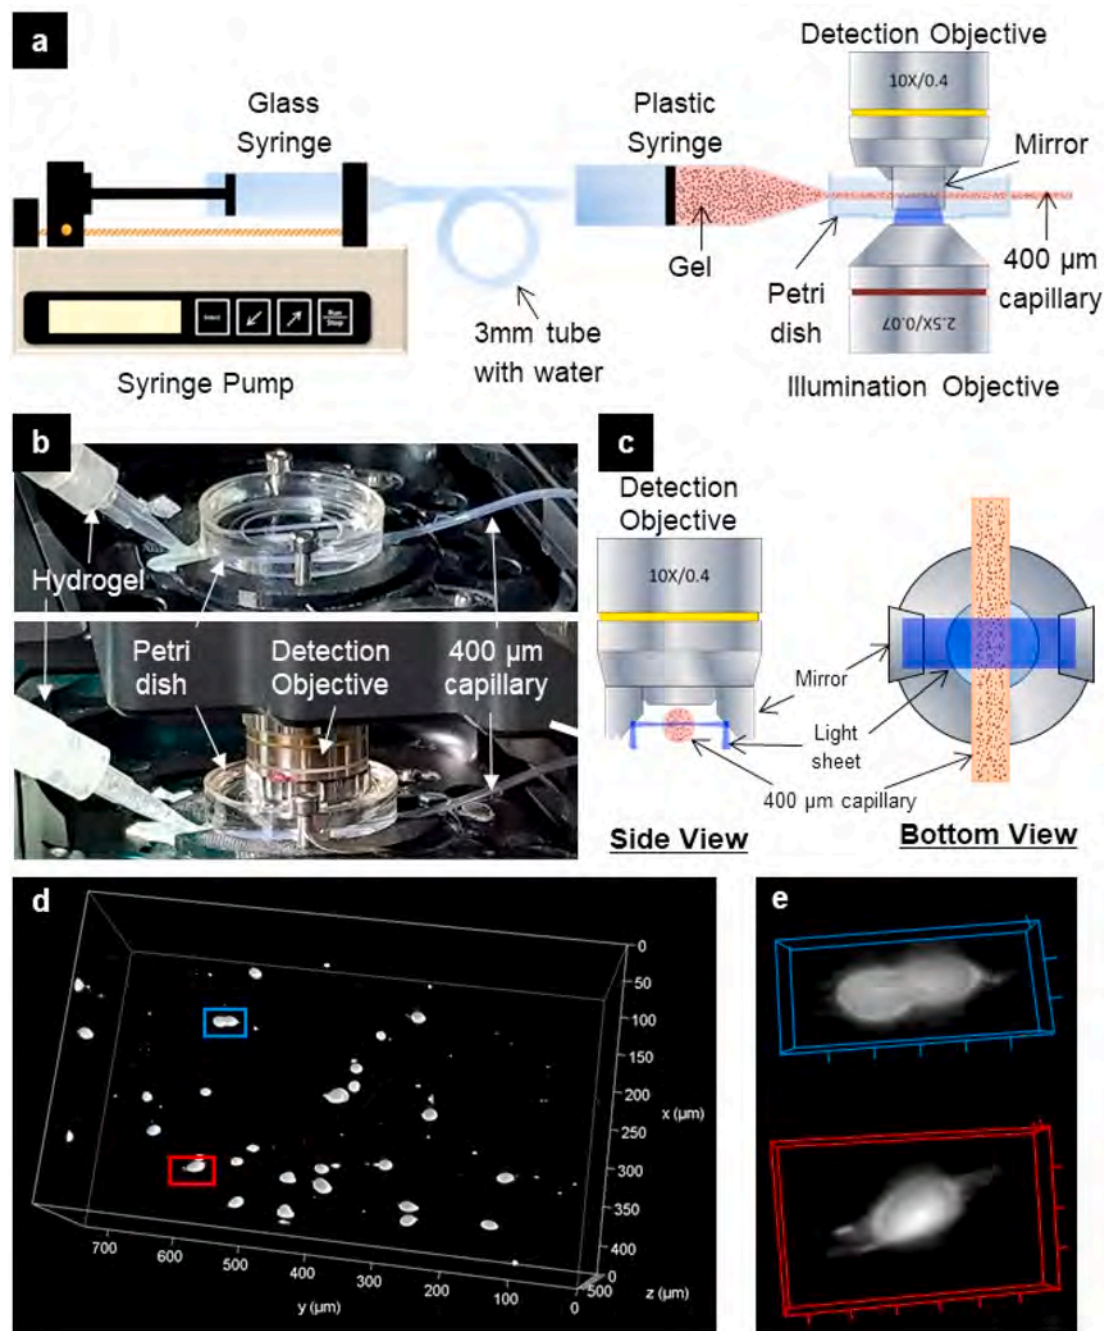 a
Detection Objective
10X/0.4
Glass
Syringe
Plastic
Syringe
Mirror
Gel
Petri
dish
400 µm
capillary
3mm tube
with water
Select
Run
Stop
2.5X/0.07
Syringe Pump
Illumination Objective
b
Hydrogel
Petri
dish
Detection
Objective
400 µm
capillary
c
Detection
Objective
10X/0.4
Mirror
Light
sheet
400 µm capillary
Side View
Bottom View
d
0
50
100
150
200
x (µm)
250
300
350
400
0
z (µm)
500
700
600
500
400
300
200
100
0
y (µm)
e